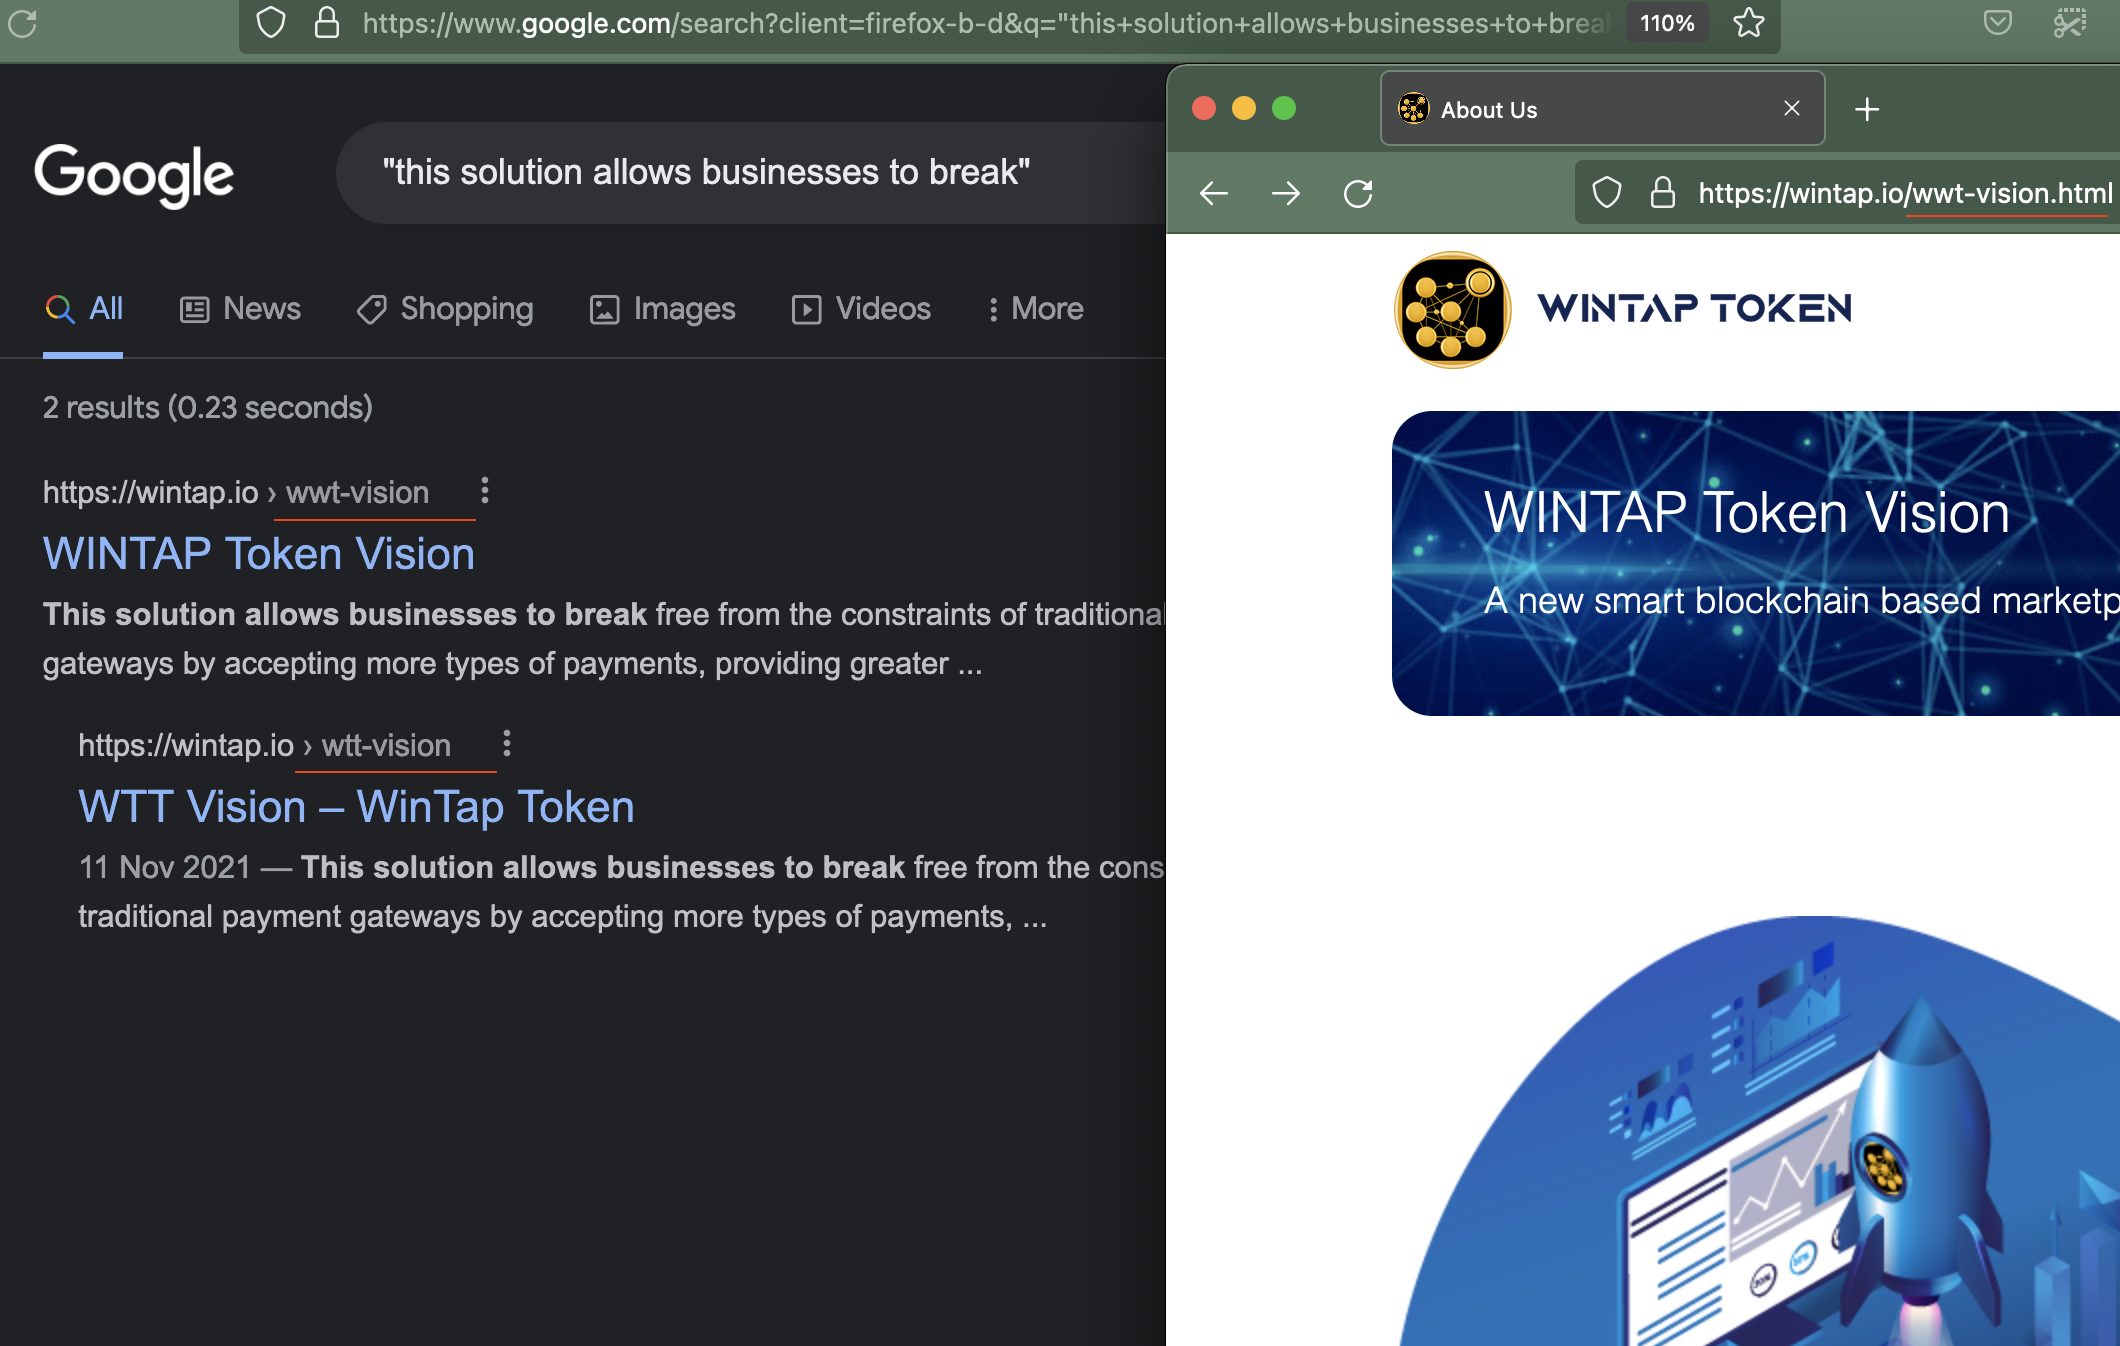 https://www.google.com/search?client=firefox-b-d&q="this+solution+allows+businesses+to+break
110%
Google
"this solution allows businesses to break"
All
News
Shopping
Images
Videos
More
2 results (0.23 seconds)
https://wintap.io › wwt-vision
WINTAP Token Vision
This solution allows businesses to break free from the constraints of traditional
gateways by accepting more types of payments, providing greater ...
https://wintap.io › wtt-vision
WTT Vision – WinTap Token
11 Nov 2021 — This solution allows businesses to break free from the cons
traditional payment gateways by accepting more types of payments, ...
About Us
https://wintap.io/wwt-vision.html
WINTAP TOKEN
WINTAP Token Vision
A new smart blockchain based marketp